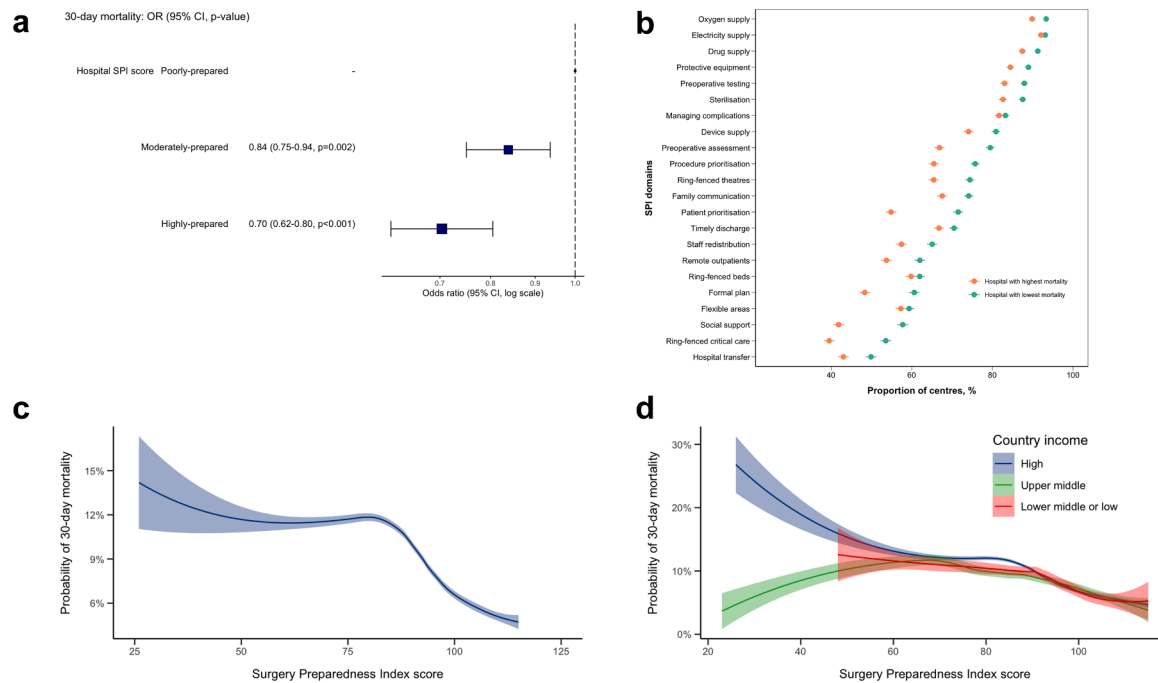 a
30-day mortality: OR (95% CI, p-value)
Hospital SPI score Poorly-prepared -
Moderately-prepared 0.84 (0.75-0.94, p=0.002)
Highly-prepared 0.70 (0.62-0.80, p<0.001)
0.7 0.8 0.9 1.0
Odds ratio (95% CI, log scale)
b
SPI domains
Oxygen supply
Electricity supply
Drug supply
Protective equipment
Preoperative testing
Sterilisation
Managing complications
Device supply
Preoperative assessment
Procedure prioritisation
Ring-fenced theatres
Family communication
Patient prioritisation
Timely discharge
Staff redistribution
Remote outpatients
Ring-fenced beds
Formal plan
Flexible areas
Social support
Ring-fenced critical care
Hospital transfer
Hospital with highest mortality
Hospital with lowest mortality
40 60 80 100
Proportion of centres, %
c
Probability of 30-day mortality
15%
12%
9%
6%
25 50 75 100 125
Surgery Preparedness Index score
d
Probability of 30-day mortality
30%
20%
10%
0%
Country income
High
Upper middle
Lower middle or low
20 40 60 80 100
Surgery Preparedness Index score